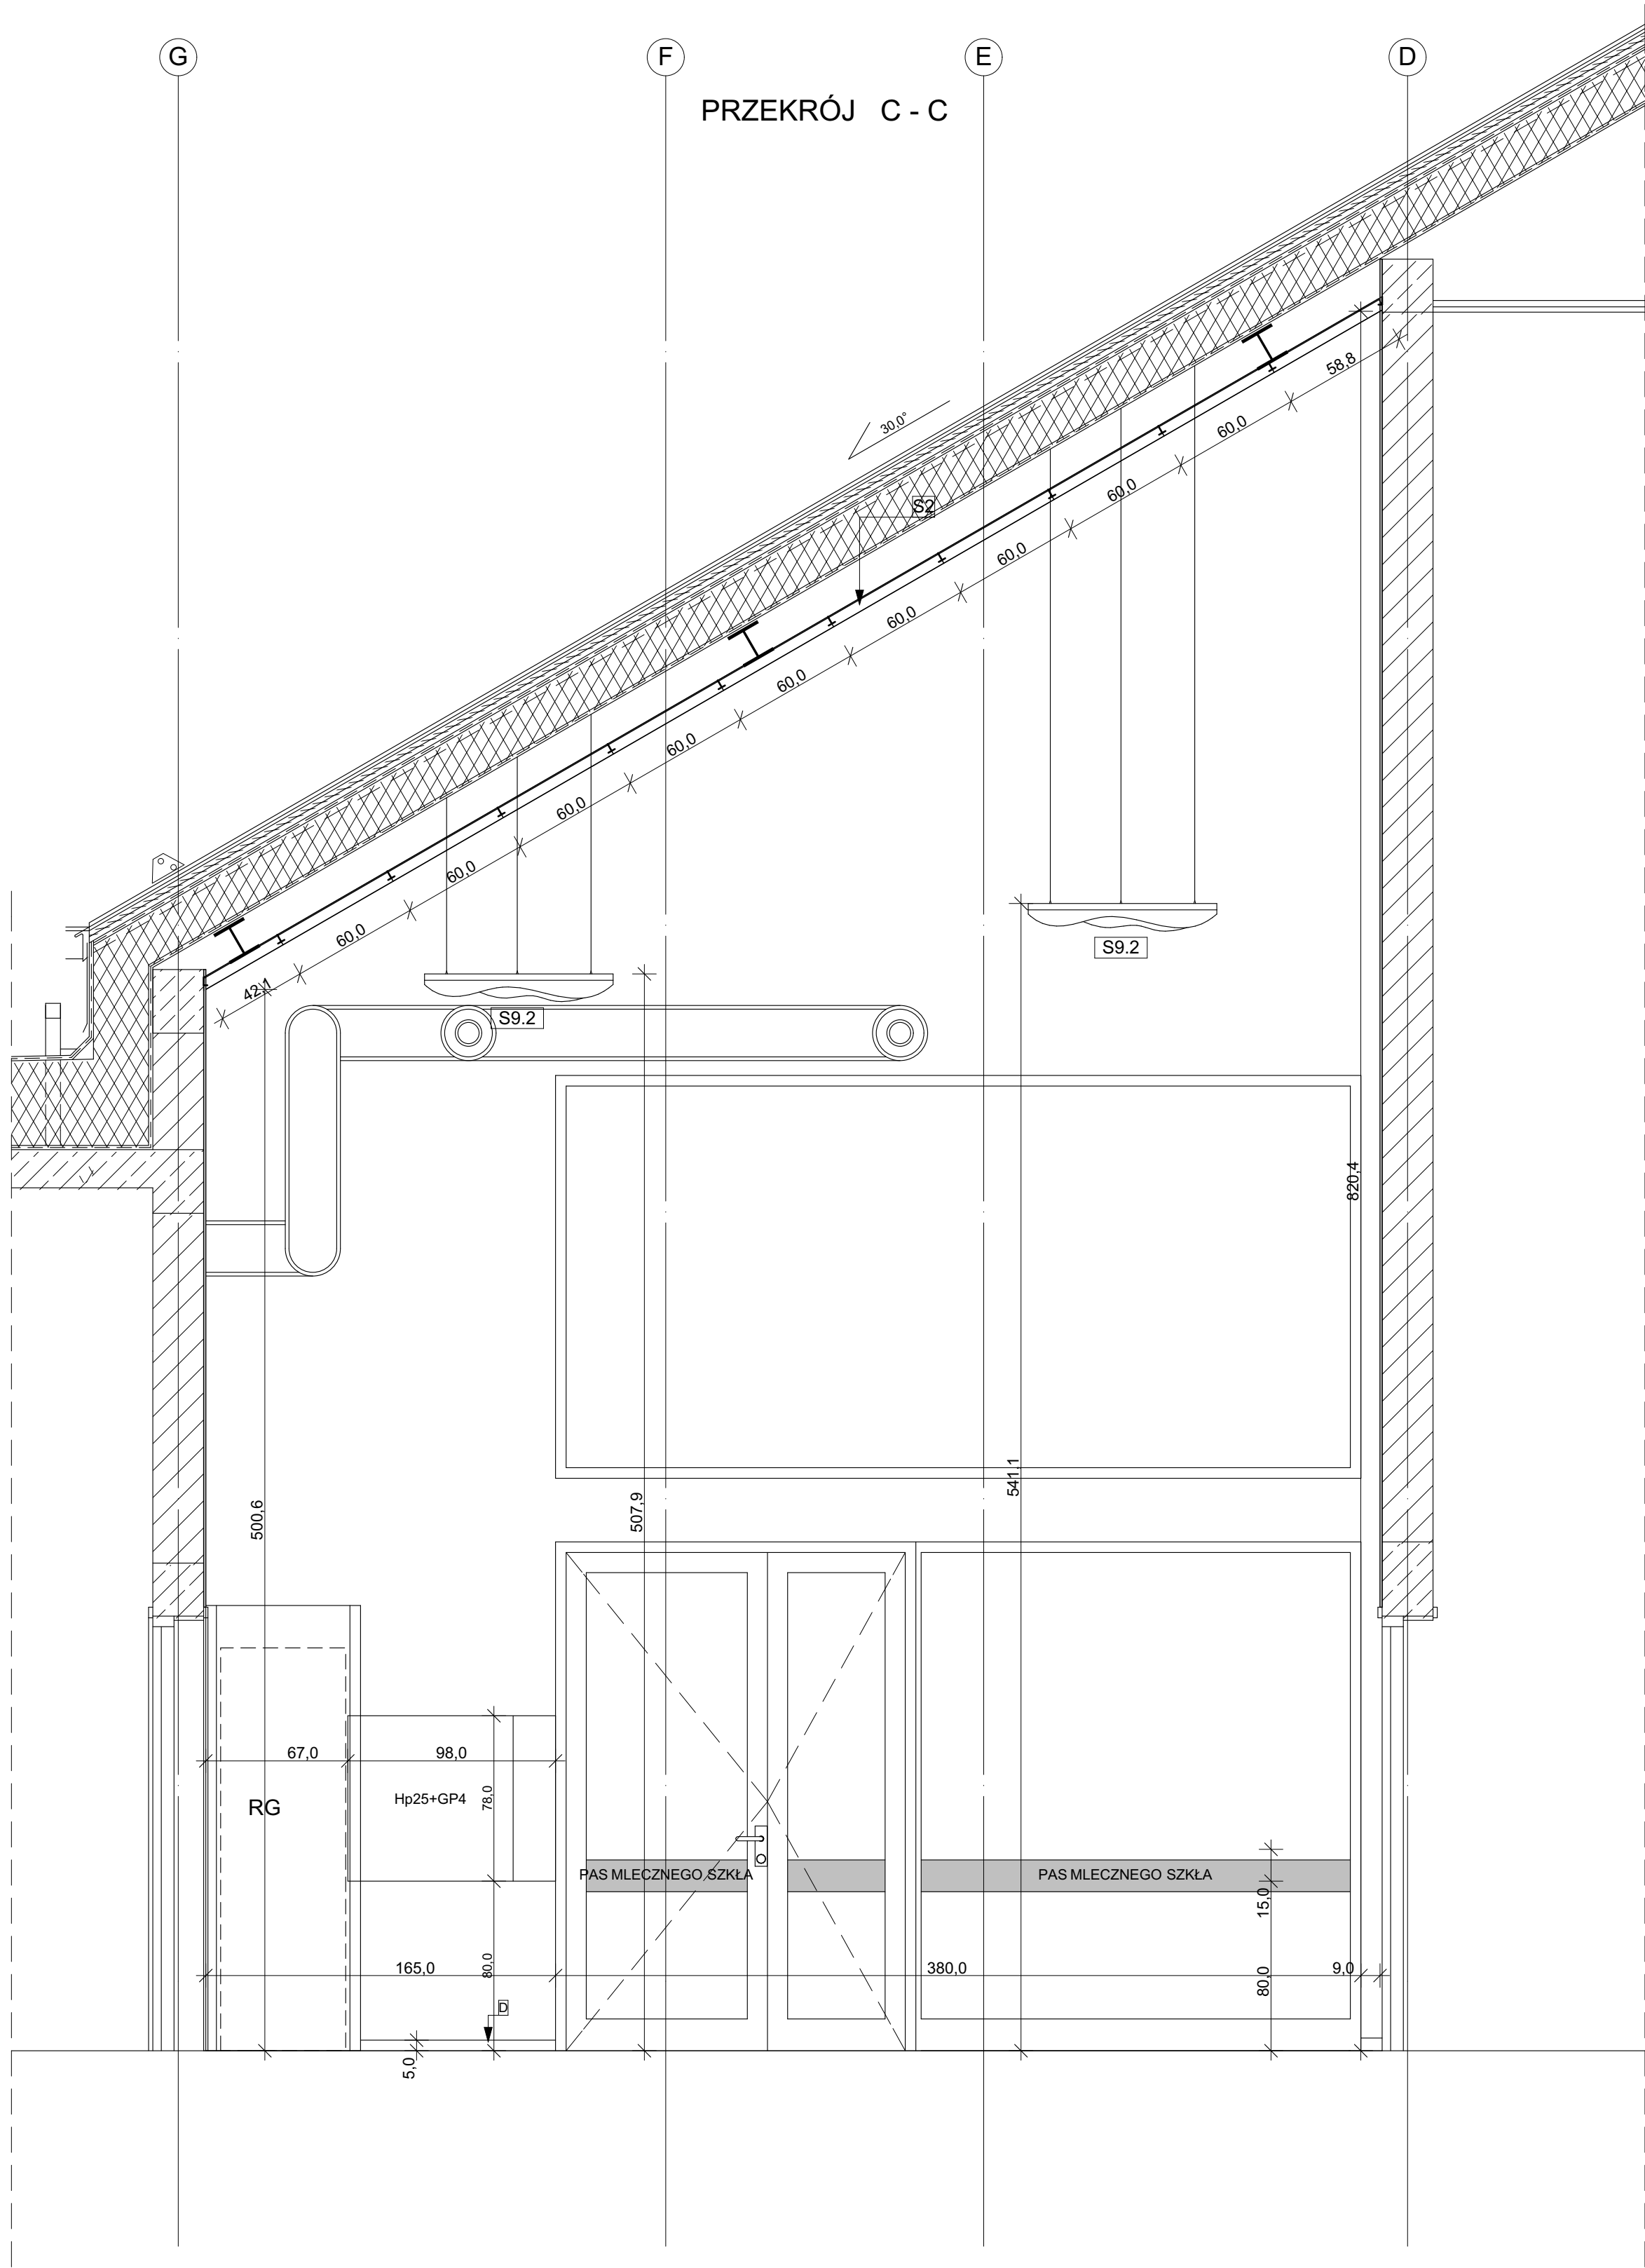 G
F
E
D
PRZEKRÓJ C - C
30,0°
58,8
60,0
60,0
S2
60,0
60,0
60,0
60,0
60,0
60,0
60,0
42,1
S9.2
S9.2
820,4
541,1
507,9
500,6
67,0
98,0
Hp25+GP4
78,0
RG
PAS MLECZNEGO SZKŁA
PAS MLECZNEGO SZKŁA
15,0
165,0
80,0
380,0
9,0
80,0
D
5,0